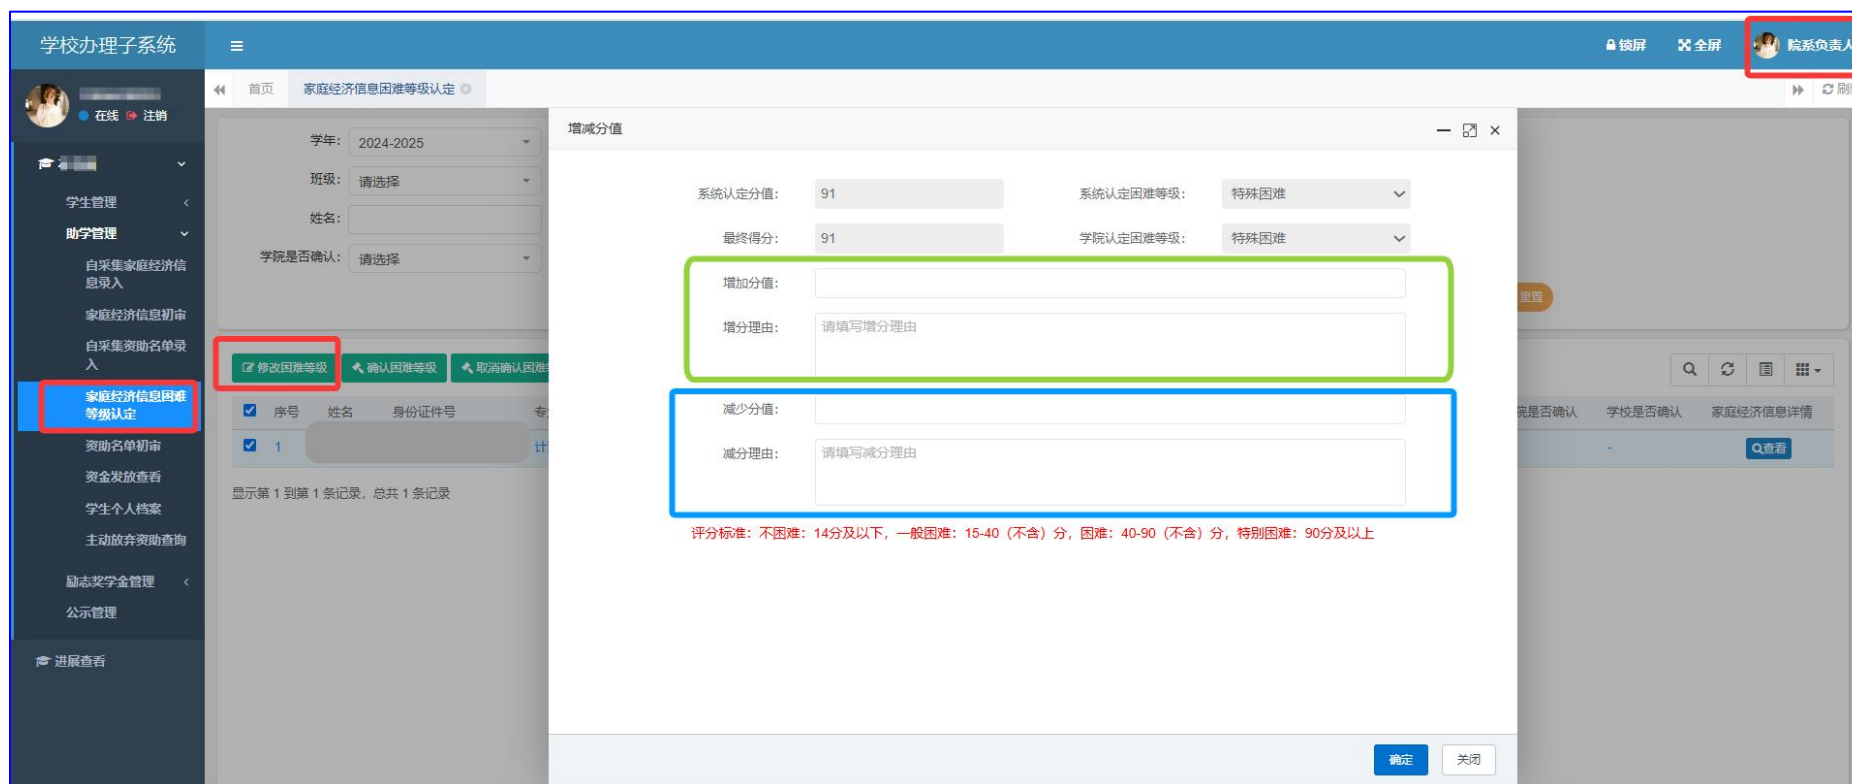 学校办理子系统
锁屏 全屏 院系负责人
在线 注销
首页 家庭经济信息困难等级认定
学生管理
助学管理
自采集家庭经济信
息录入
家庭经济信息初审
自采集资助名单录
入
家庭经济信息困难
等级认定
资助名单初审
资金发放查看
学生个人档案
主动放弃资助查询
励志奖学金管理
公示管理
进展查看
学年: 2024-2025
班级: 请选择
姓名:
学院是否确认: 请选择
重置
修改困难等级 确认困难等级 取消确认困难
序号 姓名 身份证件号 专 是否确认 学校是否确认 家庭经济信息详情
1 计 - 查看
显示第 1 到第 1 条记录, 总共 1 条记录
增减分值
系统认定分值: 91 系统认定困难等级: 特殊困难
最终得分: 91 学院认定困难等级: 特殊困难
增加分值:
增分理由: 请填写增分理由
减少分值:
减分理由: 请填写减分理由
评分标准: 不困难: 14分及以下, 一般困难: 15-40 (不含) 分, 困难: 40-90 (不含) 分, 特别困难: 90分及以上
确定 关闭